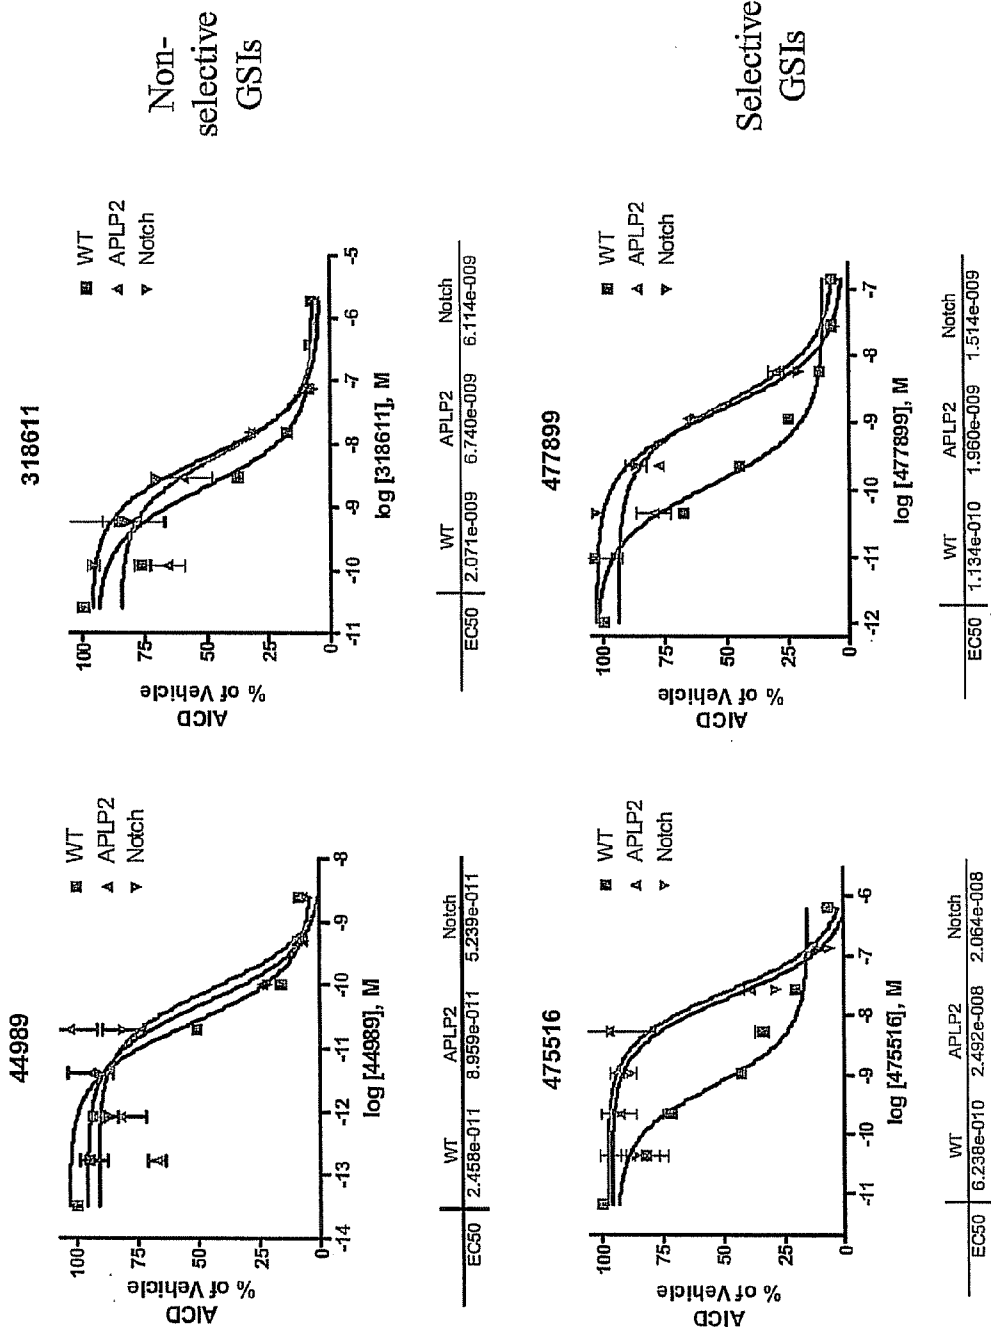 44989
100
75
50
25
0
AICD
% of Vehicle
-14 -13 -12 -11 -10 -9 -8
log [44989], M
WT
APLP2
Notch
WT APLP2 Notch
EC50 2.458e-011 8.959e-011 5.239e-011
318611
100
75
50
25
0
AICD
% of Vehicle
-11 -10 -9 -8 -7 -6 -5
log [318611], M
WT
APLP2
Notch
WT APLP2 Notch
EC50 2.071e-009 6.740e-009 6.114e-009
Non-
selective
GSIs
475516
100
75
50
25
0
AICD
% of Vehicle
-11 -10 -9 -8 -7 -6
log [475516], M
WT
APLP2
Notch
WT APLP2 Notch
EC50 6.238e-010 2.492e-008 2.064e-008
477899
100
75
50
25
0
AICD
% of Vehicle
-12 -11 -10 -9 -8 -7
log [477899], M
WT
APLP2
Notch
WT APLP2 Notch
EC50 1.134e-010 1.960e-009 1.514e-009
Selective
GSIs